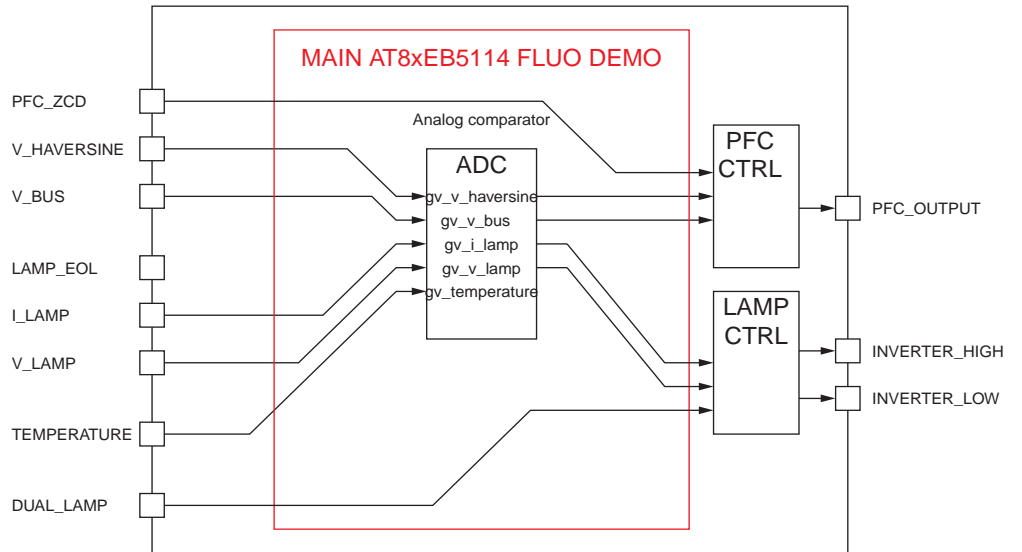 MAIN AT8xEB5114 FLUO DEMO
PFC_ZCD
Analog comparator
V_HAVERSINE
V_BUS
LAMP_EOL
I_LAMP
V_LAMP
TEMPERATURE
DUAL_LAMP
ADC
gv_v_haversine
gv_v_bus
gv_i_lamp
gv_v_lamp
gv_temperature
PFC
CTRL
LAMP
CTRL
PFC_OUTPUT
INVERTER_HIGH
INVERTER_LOW